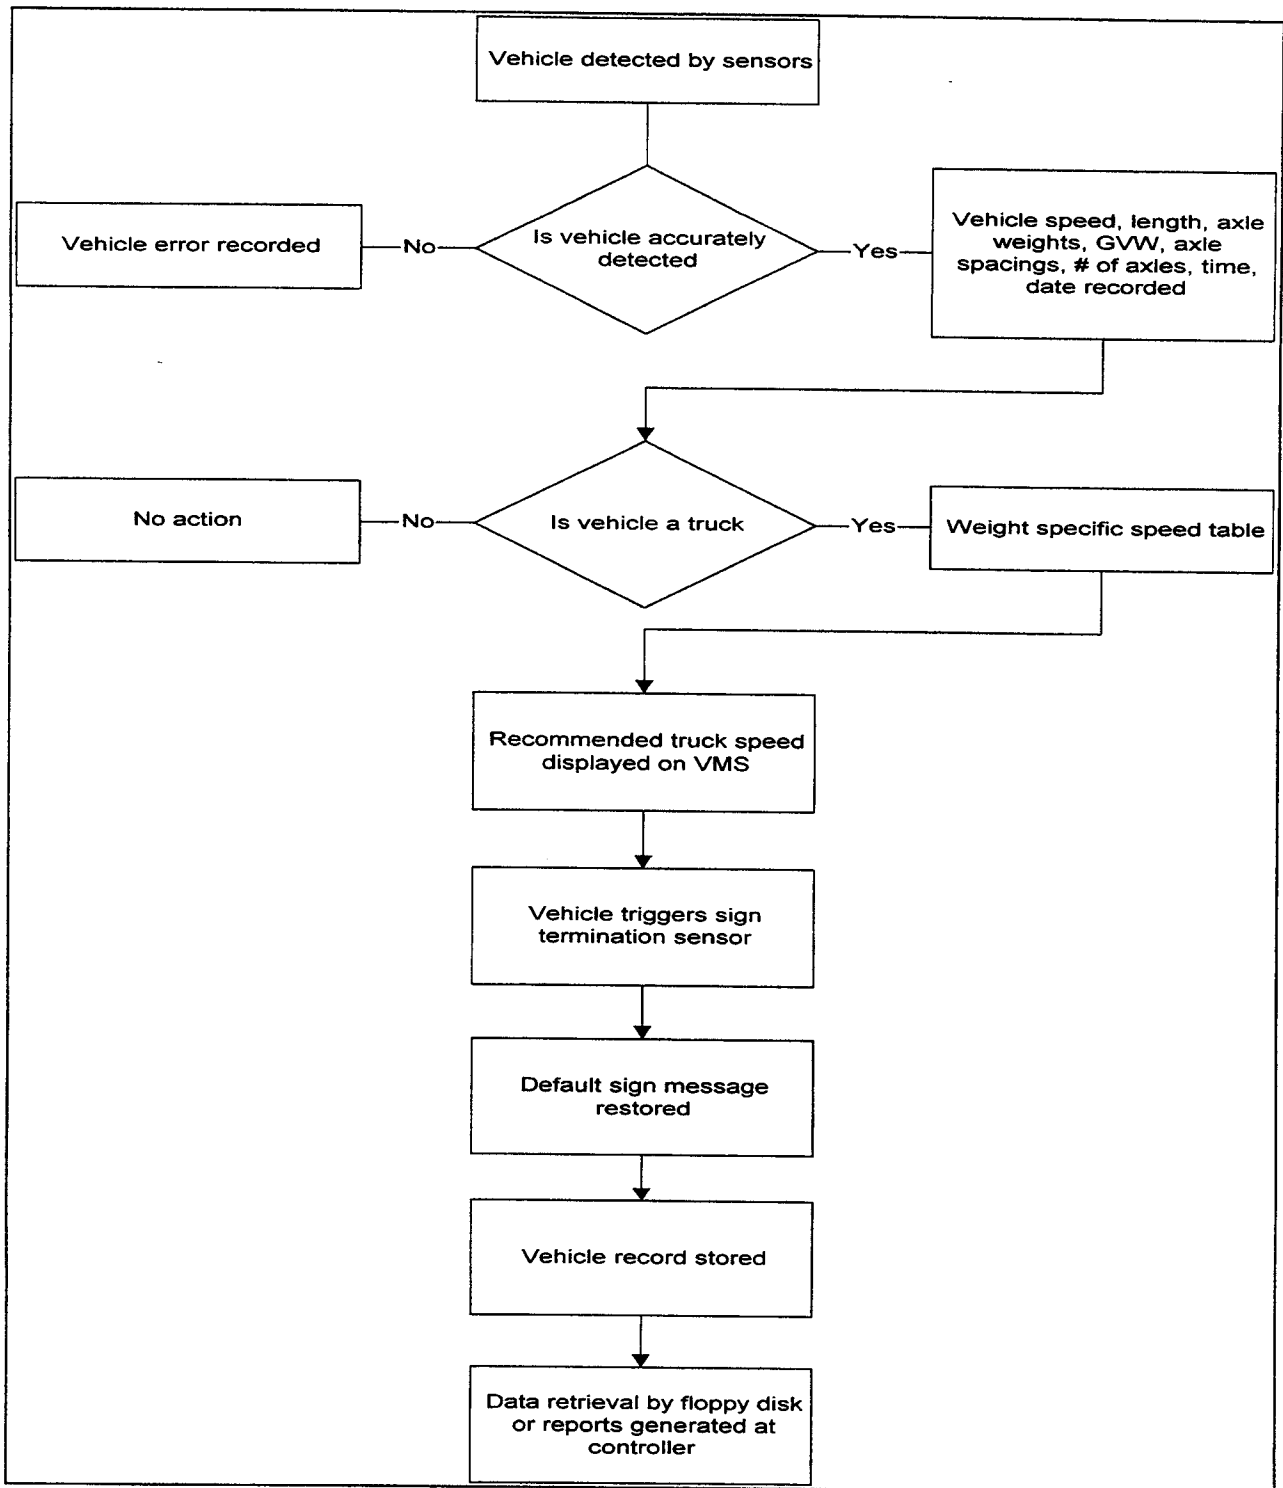 Vehicle detected by sensors
Vehicle error recorded
No
Is vehicle accurately
detected
Yes
Vehicle speed, length, axle
weights, GVW, axle
spacings, # of axles, time,
date recorded
No action
No
Is vehicle a truck
Yes
Weight specific speed table
Recommended truck speed
displayed on VMS
Vehicle triggers sign
termination sensor
Default sign message
restored
Vehicle record stored
Data retrieval by floppy disk
or reports generated at
controller